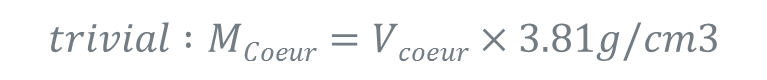 trivial : M_Coeur = V_coeur × 3.81g/cm3